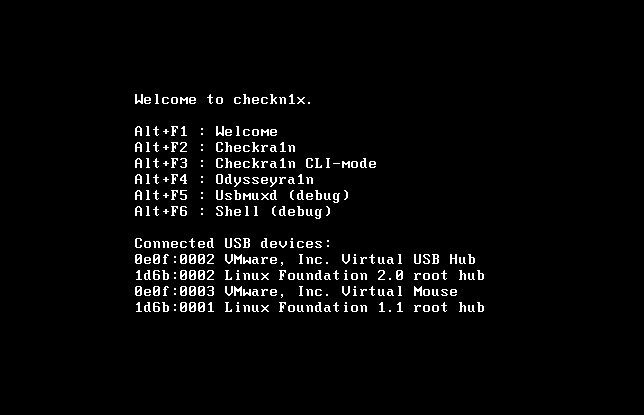 Welcome to checkn1x.
Alt+F1 : Welcome
Alt+F2 : Checkra1n
Alt+F3 : Checkra1n CLI-mode
Alt+F4 : Odysseyra1n
Alt+F5 : Usbmuxd (debug)
Alt+F6 : Shell (debug)
Connected USB devices:
0e0f:0002 VMware, Inc. Virtual USB Hub
1d6b:0002 Linux Foundation 2.0 root hub
0e0f:0003 VMware, Inc. Virtual Mouse
1d6b:0001 Linux Foundation 1.1 root hub